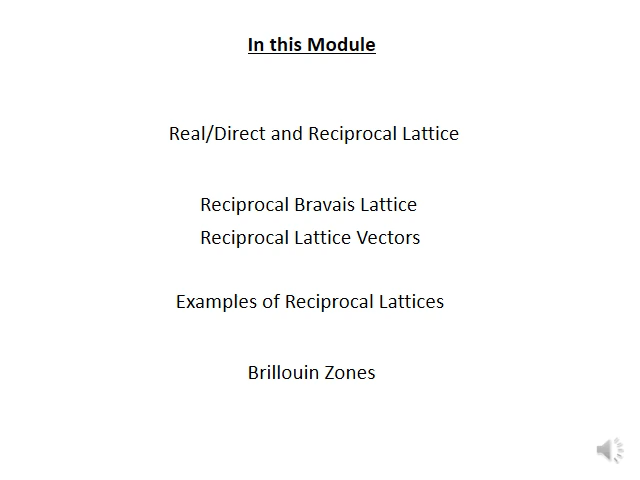 In this Module
Real/Direct and Reciprocal Lattice
Reciprocal Bravais Lattice
Reciprocal Lattice Vectors
Examples of Reciprocal Lattices
Brillouin Zones